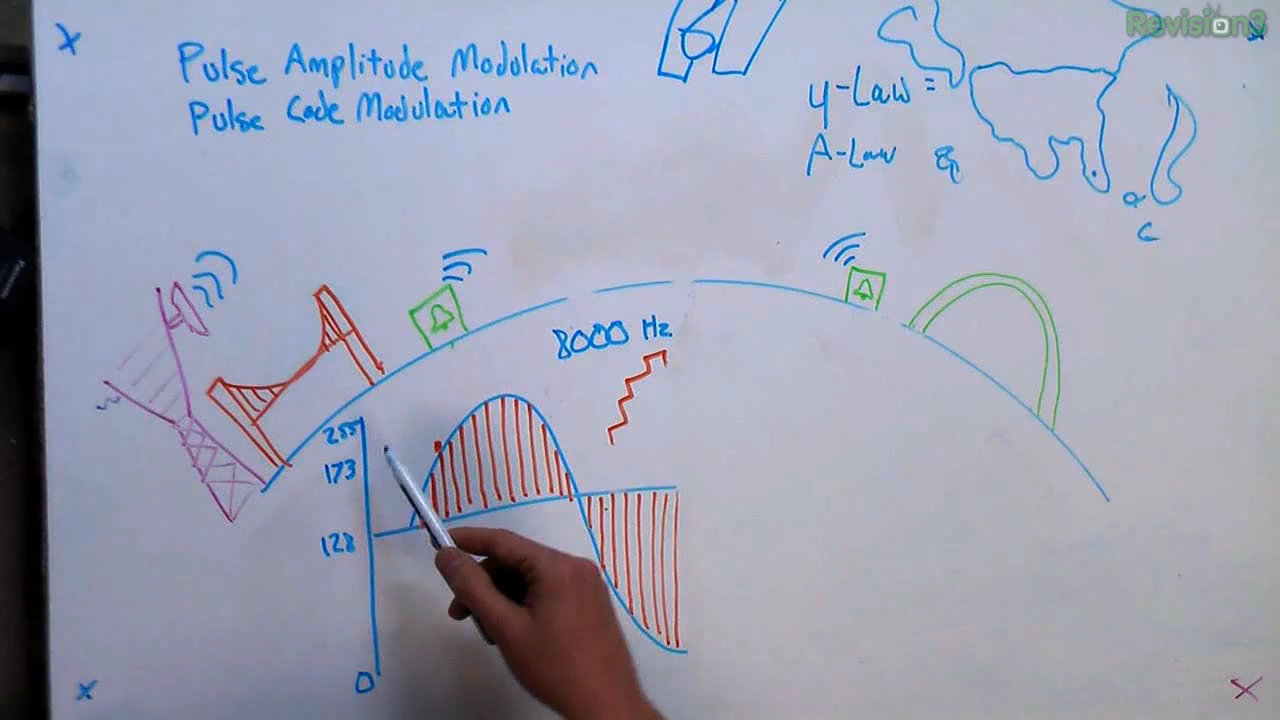 Revision3
Pulse Amplitude Modulation
Pulse Code Modulation
μ-Law =
A-Law
8000 Hz
255
173
128
0